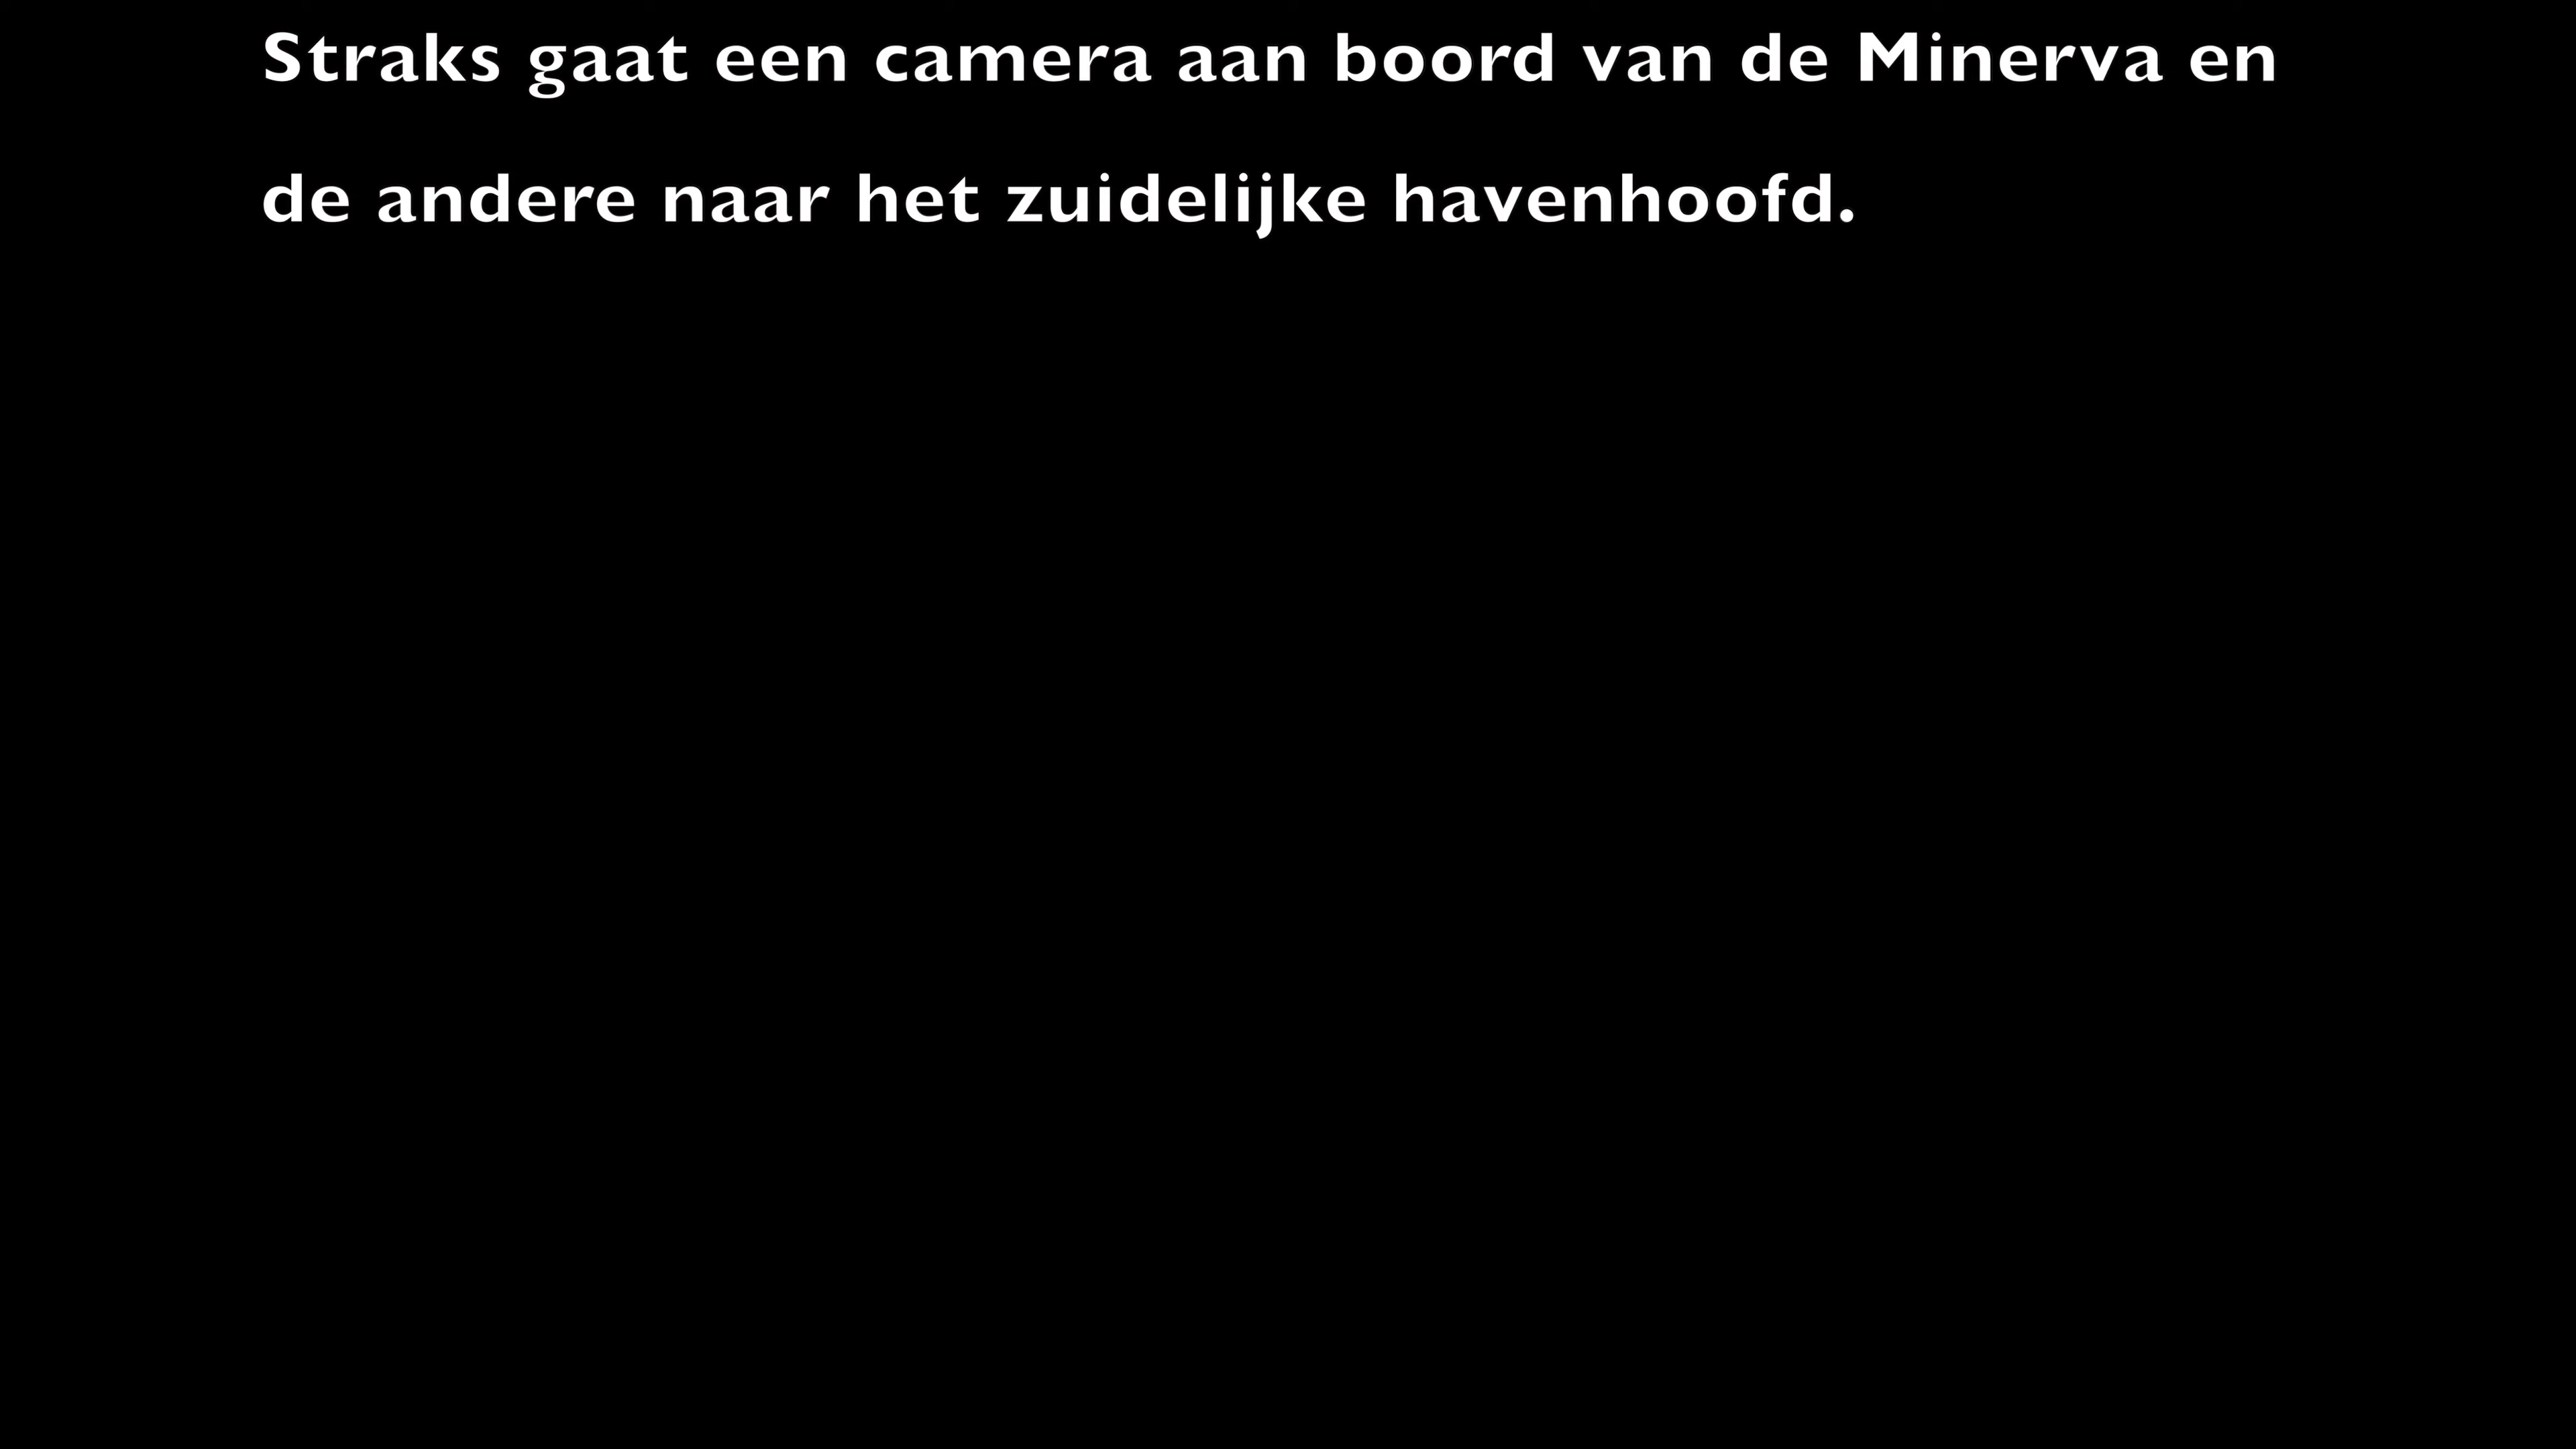 Straks gaat een camera aan boord van de Minerva en
de andere naar het zuidelijke havenhoofd.